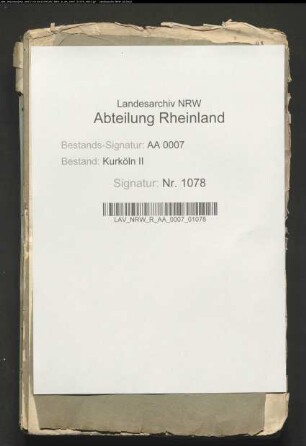 Landesarchiv NRW
Abteilung Rheinland
Bestands-Signatur: AA 0007
Bestand: Kurköln II
Signatur: Nr. 1078
LAV_NRW_R_AA_0007_01078